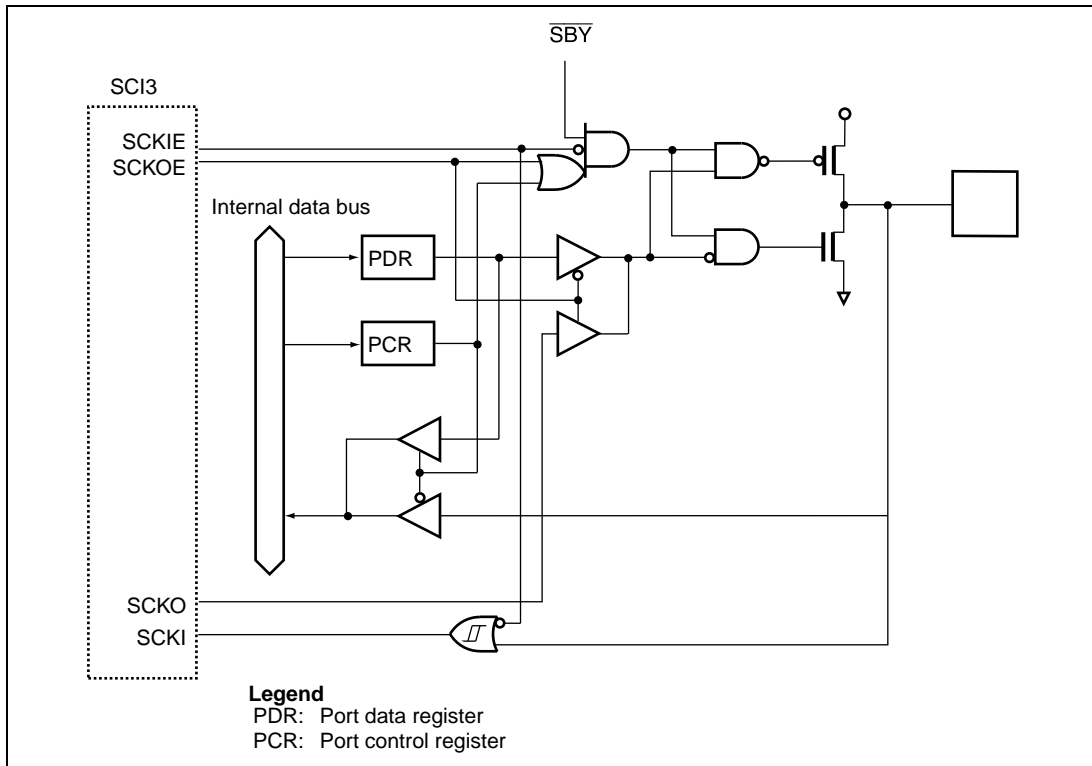 SBY
SCI3
SCKIE
SCKOE
Internal data bus
PDR
PCR
SCKO
SCKI
Legend
PDR: Port data register
PCR: Port control register